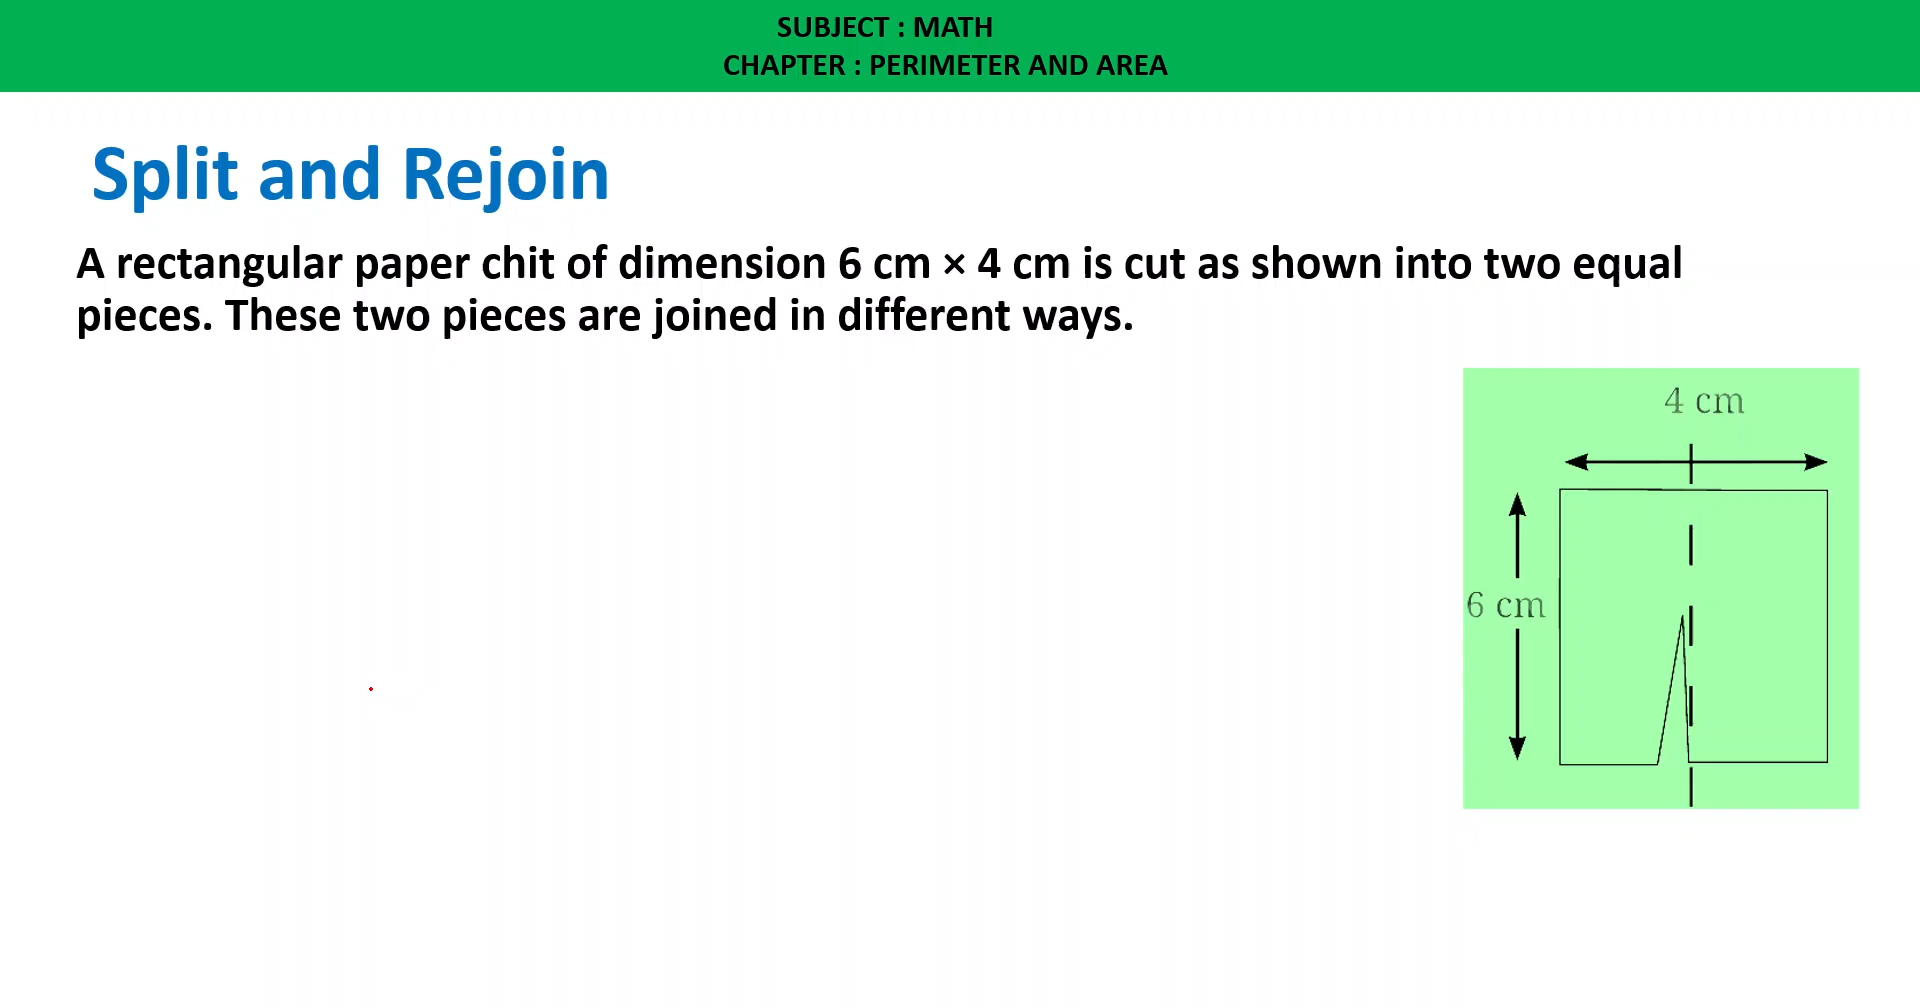 SUBJECT : MATH
CHAPTER : PERIMETER AND AREA
Split and Rejoin
A rectangular paper chit of dimension 6 cm × 4 cm is cut as shown into two equal
pieces. These two pieces are joined in different ways.
4 cm
6 cm